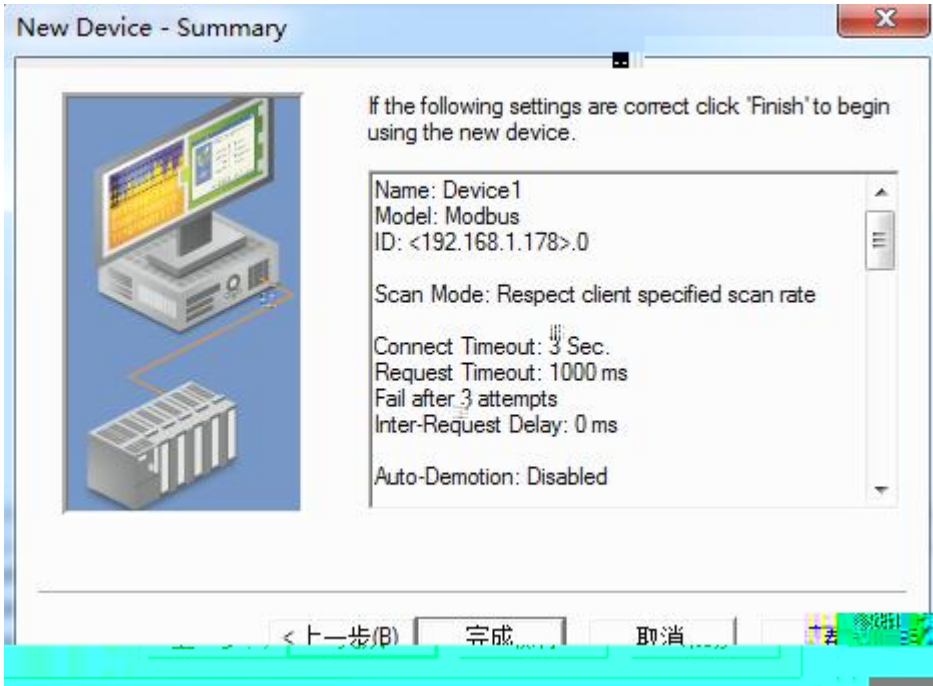 New Device - Summary
If the following settings are correct click "Finish" to begin
using the new device.
Name: Device1
Model: Modbus
ID: <192.168.1.178>.0
Scan Mode: Respect client specified scan rate
Connect Timeout: 3 Sec.
Request Timeout: 1000 ms
Fail after 3 attempts
Inter-Request Delay: 0 ms
Auto-Demotion: Disabled
< 上一步(B) 完成 取消